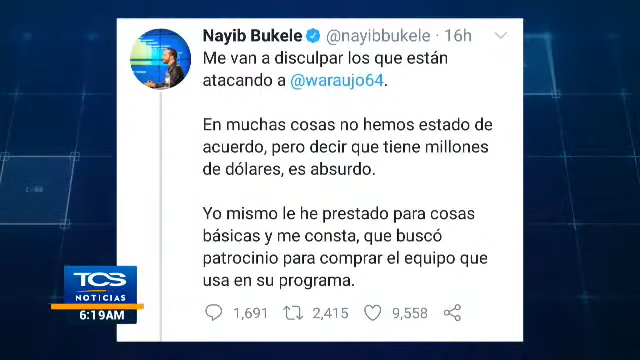 Nayib Bukele @nayibbukele · 16h
Me van a disculpar los que están
atacando a @waraujo64.
En muchas cosas no hemos estado de
acuerdo, pero decir que tiene millones
de dólares, es absurdo.
Yo mismo le he prestado para cosas
básicas y me consta, que buscó
patrocinio para comprar el equipo que
usa en su programa.
1,691 2,415 9,558
TCS
NOTICIAS
6:19AM